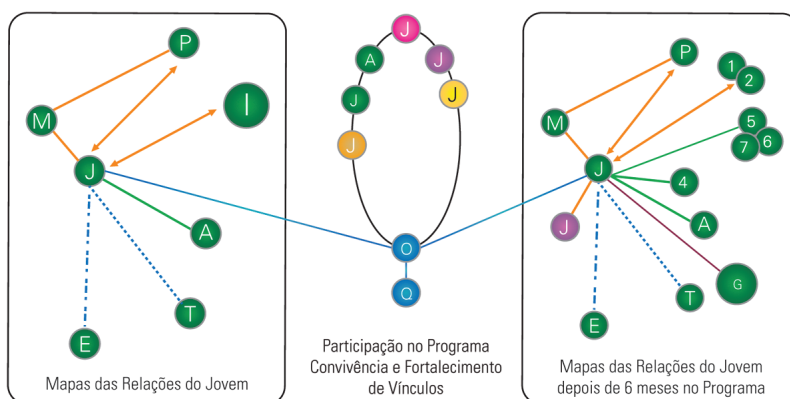 P
I
M
J
A
T
E
Mapas das Relações do Jovem
J
A
J
J
J
J
O
Q
Participação no Programa
Convivência e Fortalecimento
de Vínculos
P
1
2
M
5
6
7
J
4
J
A
G
T
E
Mapas das Relações do Jovem
depois de 6 meses no Programa